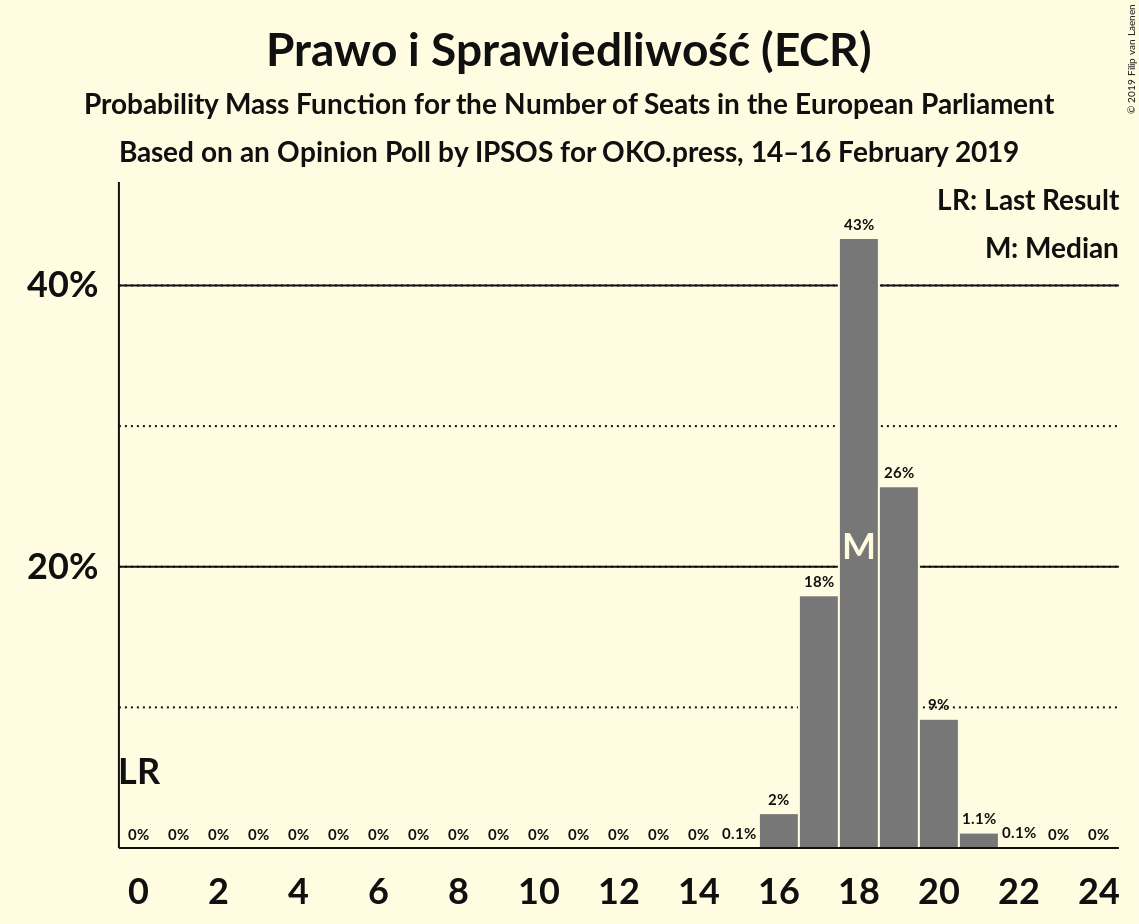 Prawo i Sprawiedliwość (ECR)
Probability Mass Function for the Number of Seats in the European Parliament
Based on an Opinion Poll by IPSOS for OKO.press, 14–16 February 2019
© 2019 Filip van Laenen
LR: Last Result
M: Median
43%
40%
26%
M
20%
18%
9%
LR
2%
1.1%
0% 0% 0% 0% 0% 0% 0% 0% 0% 0% 0% 0% 0% 0% 0% 0.1% 0.1% 0% 0%
0 2 4 6 8 10 12 14 16 18 20 22 24